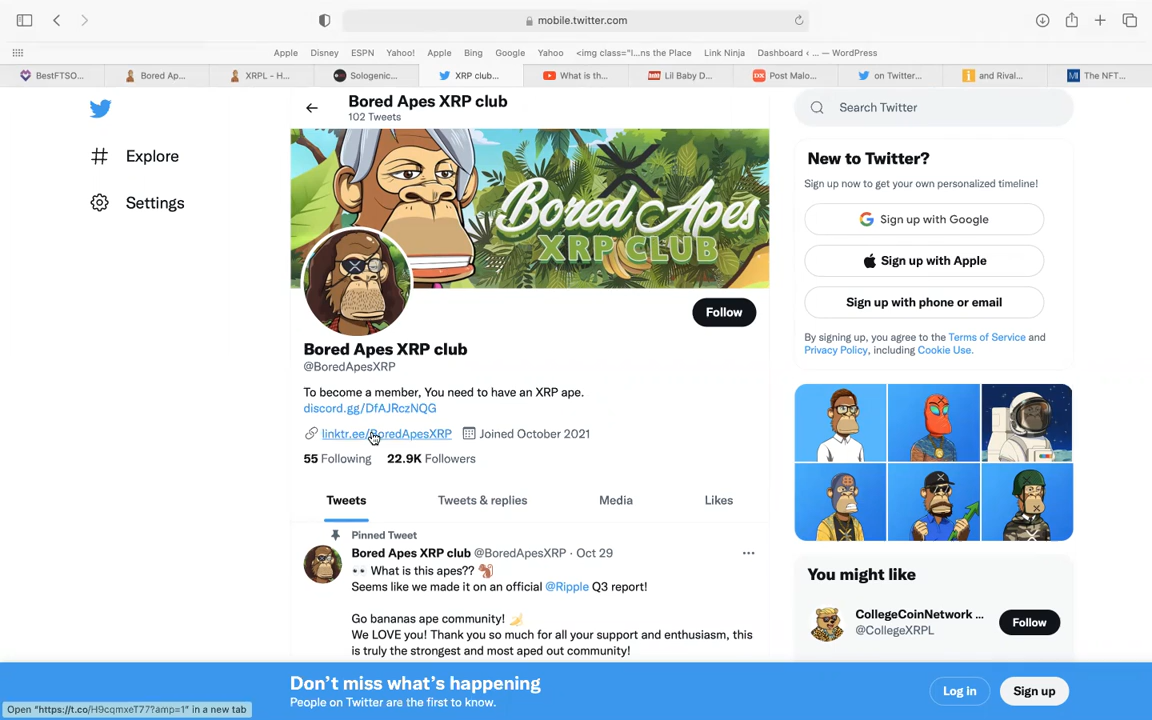 mobile.twitter.com
Apple Disney ESPN Yahoo! Apple Bing Google Yahoo <img class="l...ns the Place Link Ninja Dashboard ‹ ... — WordPress
BestFTSO... Bored Ap... XRPL - H... Sologenic... XRP club... What is th... Lil Baby D... Post Malo... on Twitter... and Rival... The NFT...
Bored Apes XRP club
102 Tweets
Explore
Settings
Bored Apes
XRP CLUB
Follow
Bored Apes XRP club
@BoredApesXRP
To become a member, You need to have an XRP ape.
discord.gg/DfAJRczNQG
linktr.ee/BoredApesXRP Joined October 2021
55 Following 22.9K Followers
Tweets Tweets & replies Media Likes
Pinned Tweet
Bored Apes XRP club @BoredApesXRP · Oct 29
👀 What is this apes?? 🐿️
Seems like we made it on an official @Ripple Q3 report!
Go bananas ape community! 🍌
We LOVE you! Thank you so much for all your support and enthusiasm, this
is truly the strongest and most aped out community!
Search Twitter
New to Twitter?
Sign up now to get your own personalized timeline!
Sign up with Google
Sign up with Apple
Sign up with phone or email
By signing up, you agree to the Terms of Service and
Privacy Policy, including Cookie Use.
You might like
CollegeCoinNetwork ...
@CollegeXRPL
Follow
Don't miss what's happening
People on Twitter are the first to know.
Log in
Sign up
Open "https://t.co/H9cqmxeT77?amp=1" in a new tab